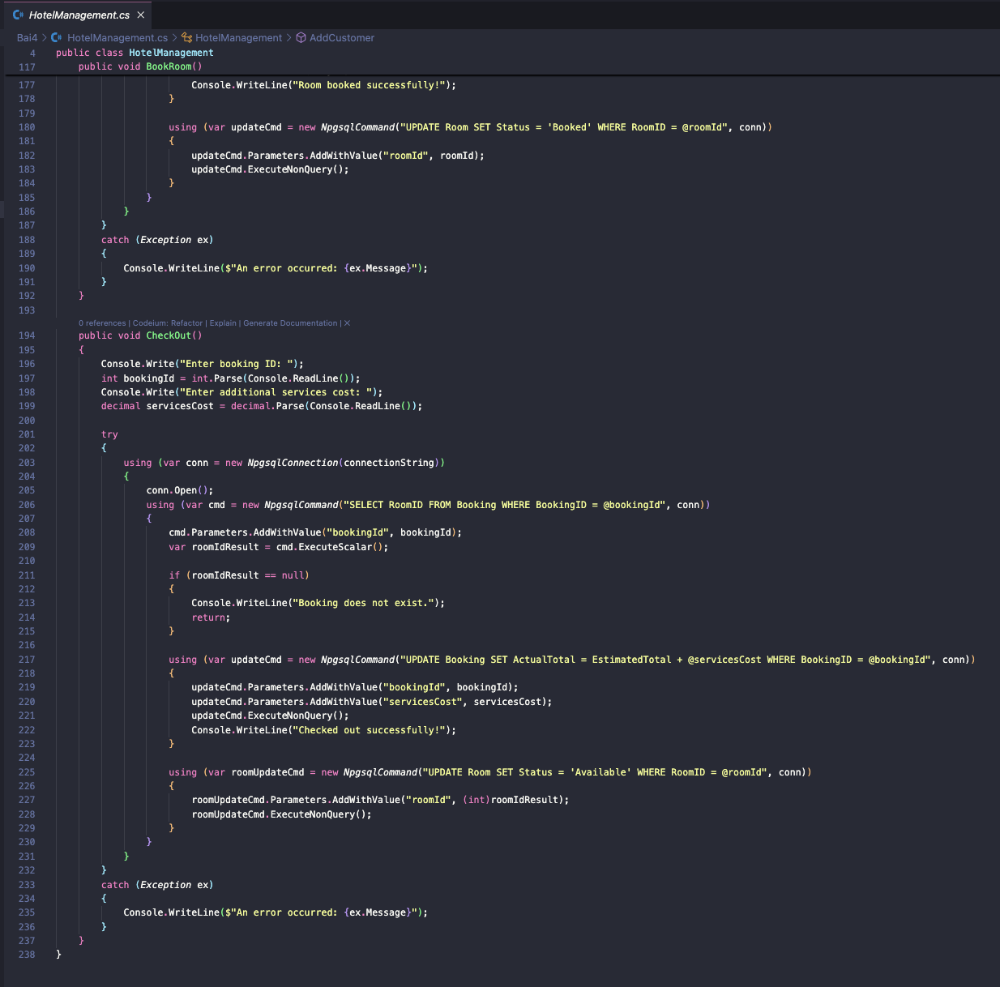 HotelManagement.cs
Bai4 > HotelManagement.cs > HotelManagement > AddCustomer
4 public class HotelManagement
117 public void BookRoom()
177 Console.WriteLine("Room booked successfully!");
178 }
179
180 using (var updateCmd = new NpgsqlCommand("UPDATE Room SET Status = 'Booked' WHERE RoomID = @roomId", conn))
181 {
182 updateCmd.Parameters.AddWithValue("roomId", roomId);
183 updateCmd.ExecuteNonQuery();
184 }
185 }
186 }
187 }
188 catch (Exception ex)
189 {
190 Console.WriteLine($"An error occurred: {ex.Message}");
191 }
192 }
193
0 references | Codeium: Refactor | Explain | Generate Documentation | ×
194 public void CheckOut()
195 {
196 Console.Write("Enter booking ID: ");
197 int bookingId = int.Parse(Console.ReadLine());
198 Console.Write("Enter additional services cost: ");
199 decimal servicesCost = decimal.Parse(Console.ReadLine());
200
201 try
202 {
203 using (var conn = new NpgsqlConnection(connectionString))
204 {
205 conn.Open();
206 using (var cmd = new NpgsqlCommand("SELECT RoomID FROM Booking WHERE BookingID = @bookingId", conn))
207 {
208 cmd.Parameters.AddWithValue("bookingId", bookingId);
209 var roomIdResult = cmd.ExecuteScalar();
210
211 if (roomIdResult == null)
212 {
213 Console.WriteLine("Booking does not exist.");
214 return;
215 }
216
217 using (var updateCmd = new NpgsqlCommand("UPDATE Booking SET ActualTotal = EstimatedTotal + @servicesCost WHERE BookingID = @bookingId", conn))
218 {
219 updateCmd.Parameters.AddWithValue("bookingId", bookingId);
220 updateCmd.Parameters.AddWithValue("servicesCost", servicesCost);
221 updateCmd.ExecuteNonQuery();
222 Console.WriteLine("Checked out successfully!");
223 }
224
225 using (var roomUpdateCmd = new NpgsqlCommand("UPDATE Room SET Status = 'Available' WHERE RoomID = @roomId", conn))
226 {
227 roomUpdateCmd.Parameters.AddWithValue("roomId", (int)roomIdResult);
228 roomUpdateCmd.ExecuteNonQuery();
229 }
230 }
231 }
232 }
233 catch (Exception ex)
234 {
235 Console.WriteLine($"An error occurred: {ex.Message}");
236 }
237 }
238 }